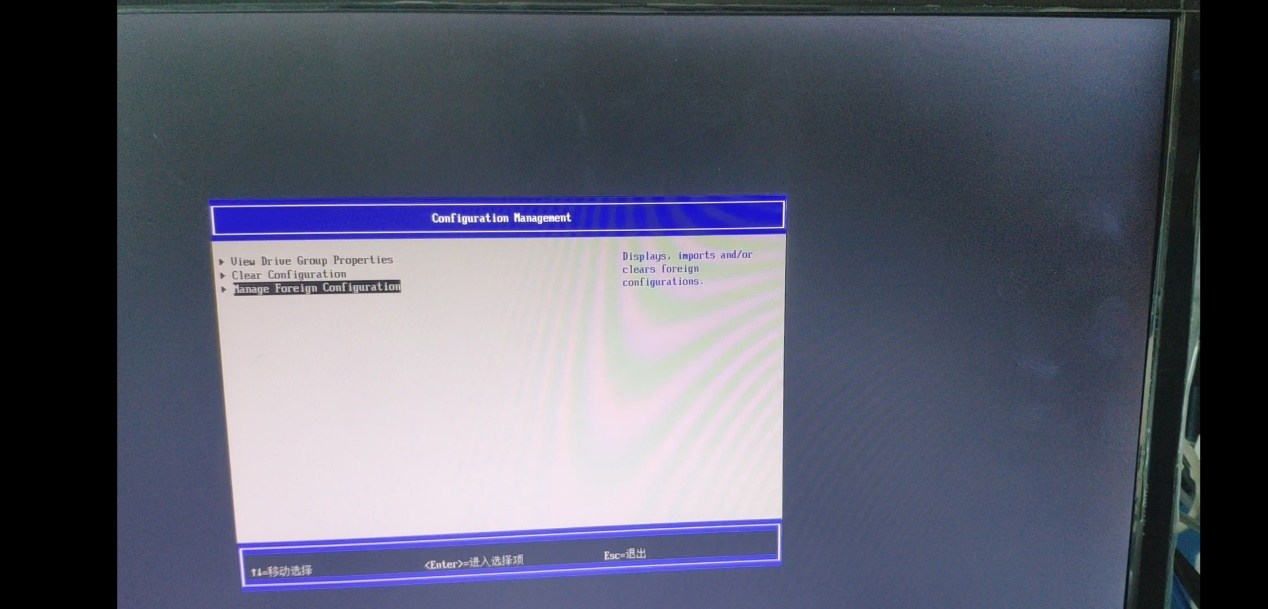 Configuration Management
View Drive Group Properties
Clear Configuration
Manage Foreign Configuration
Displays, imports and/or
clears foreign
configurations.
↑↓=移动选择
<Enter>=进入选择项
Esc=退出